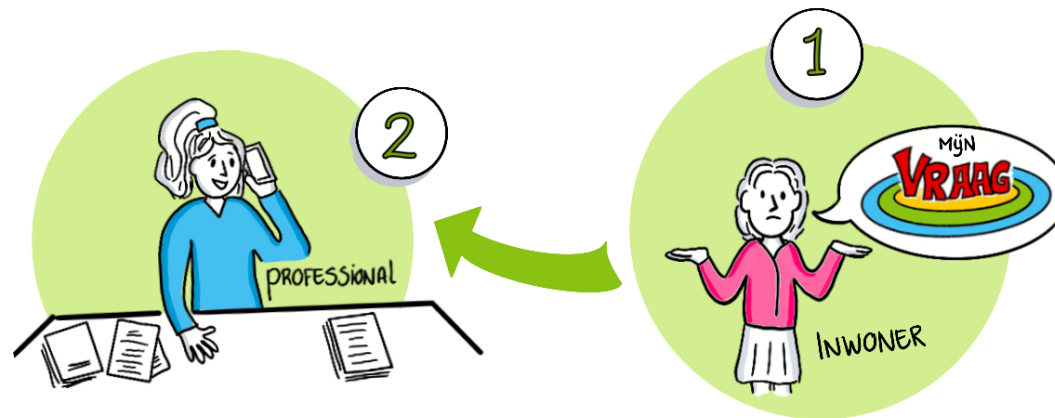 1
MijN
VRAAG
INWONER
2
PROFESSIONAL